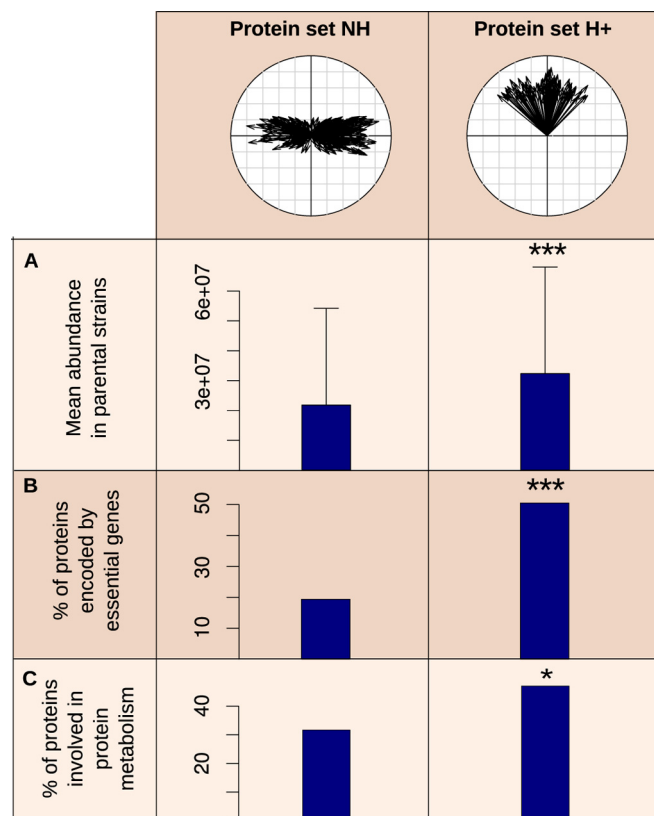 Protein set NH
Protein set H+
A
Mean abundance
in parental strains
6e+07
3e+07
***
B
% of proteins
encoded by
essential genes
50
30
10
***
C
% of proteins
involved in
protein
metabolism
40
20
*